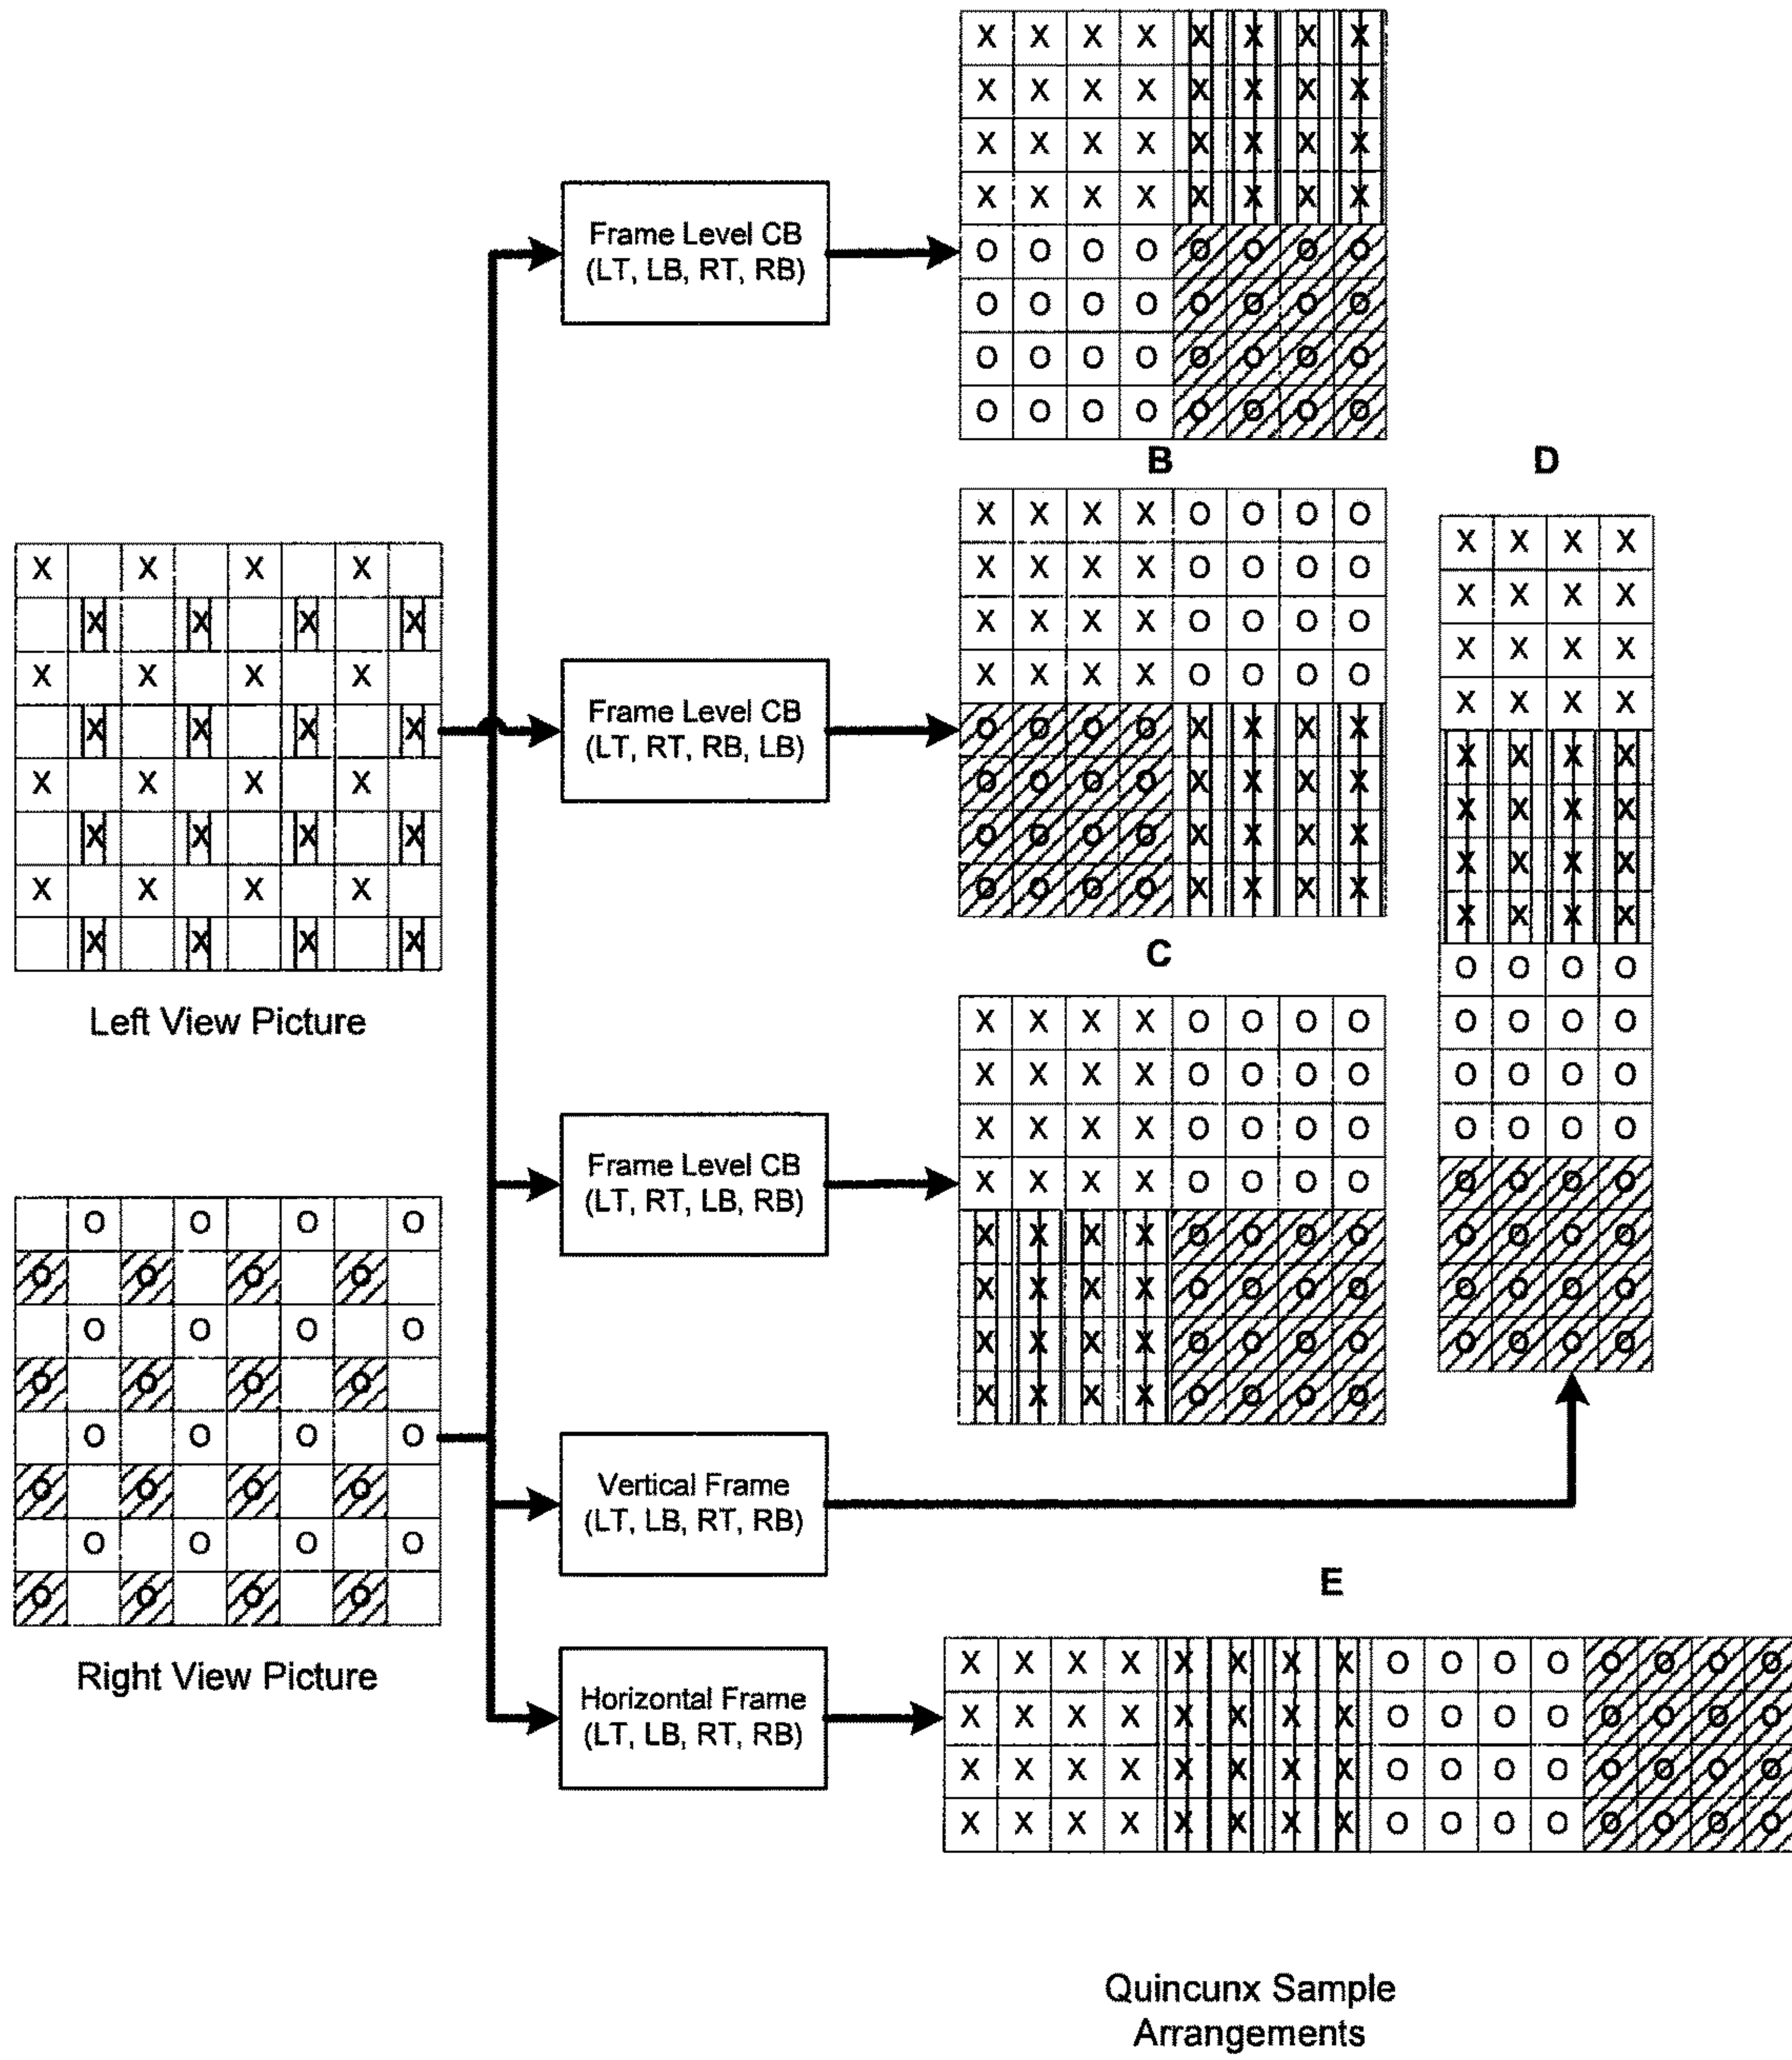 X X X X
X X X X
X X X X
X X X X
X X X X
X X X X
X X X X
X X X X
Left View Picture
O O O O
O O O O
O O O O
O O O O
O O O O
O O O O
O O O O
O O O O
Right View Picture
Frame Level CB
(LT, LB, RT, RB)
X X X X X X X X
X X X X X X X X
X X X X X X X X
X X X X X X X X
O O O O O O O O
O O O O O O O O
O O O O O O O O
O O O O O O O O
B
Frame Level CB
(LT, RT, RB, LB)
X X X X O O O O
X X X X O O O O
X X X X O O O O
X X X X O O O O
O O O O X X X X
O O O O X X X X
O O O O X X X X
O O O O X X X X
C
Frame Level CB
(LT, RT, LB, RB)
X X X X O O O O
X X X X O O O O
X X X X O O O O
X X X X O O O O
X X X X O O O O
X X X X O O O O
X X X X O O O O
X X X X O O O O
D
Vertical Frame
(LT, LB, RT, RB)
X X X X
X X X X
X X X X
X X X X
X X X X
X X X X
X X X X
X X X X
O O O O
O O O O
O O O O
O O O O
O O O O
O O O O
O O O O
O O O O
E
Horizontal Frame
(LT, LB, RT, RB)
X X X X X X X X O O O O O O O O
X X X X X X X X O O O O O O O O
X X X X X X X X O O O O O O O O
X X X X X X X X O O O O O O O O
Quincunx Sample
Arrangements